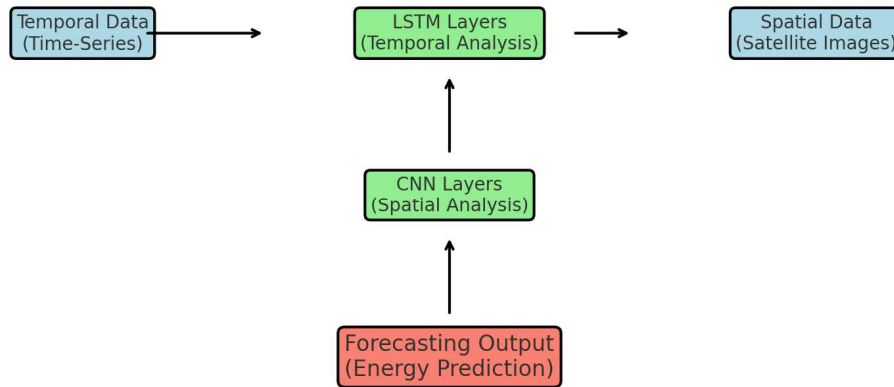 Temporal Data
(Time-Series)
LSTM Layers
(Temporal Analysis)
Spatial Data
(Satellite Images)
CNN Layers
(Spatial Analysis)
Forecasting Output
(Energy Prediction)